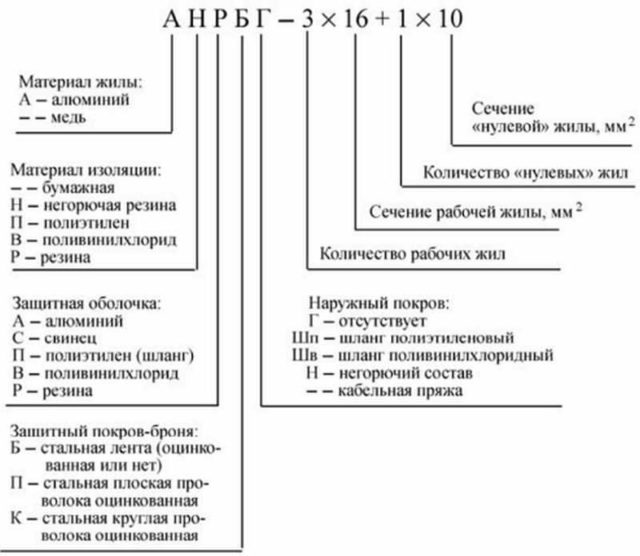 АНРБГ – 3 × 16 + 1 × 10
Материал жилы:
А – алюминий
– – медь
Материал изоляции:
– – бумажная
Н – негорючая резина
П – полиэтилен
В – поливинилхлорид
Р – резина
Защитная оболочка:
А – алюминий
С – свинец
П – полиэтилен (шланг)
В – поливинилхлорид
Р – резина
Защитный покров-броня:
Б – стальная лента (оцинко-
ванная или нет)
П – стальная плоская про-
волока оцинкованная
К – стальная круглая про-
волока оцинкованная
Сечение
«нулевой» жилы, мм²
Количество «нулевых» жил
Сечение рабочей жилы, мм²
Количество рабочих жил
Наружный покров:
Г – отсутствует
Шп – шланг полиэтиленовый
Шв – шланг поливинилхлоридный
Н – негорючий состав
– – кабельная пряжа